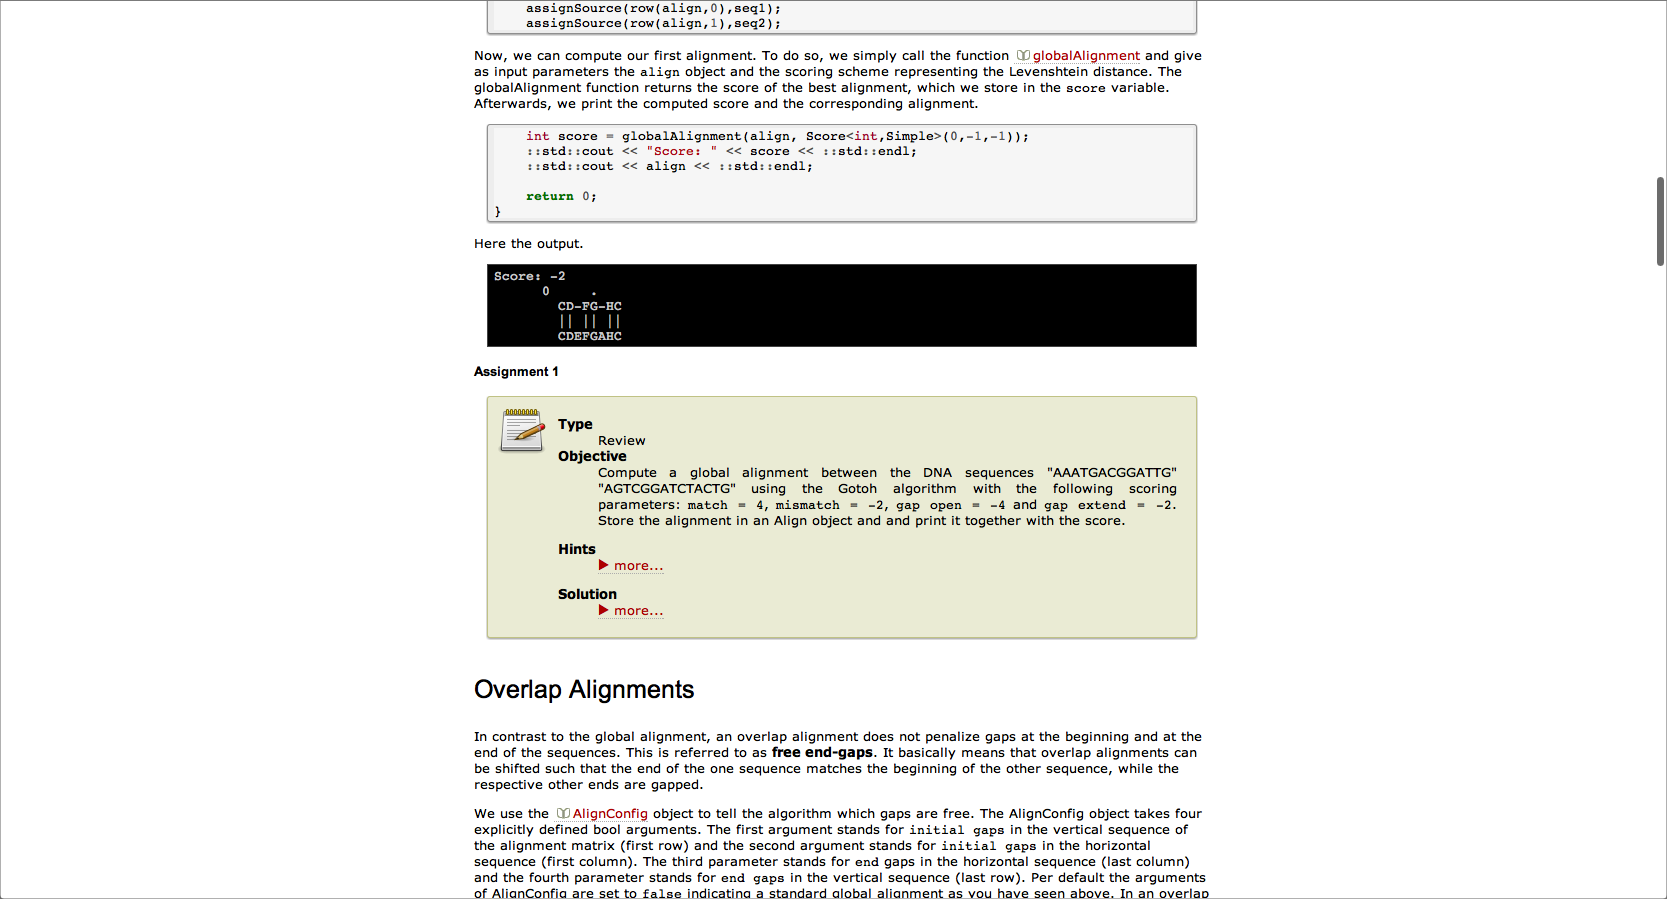 assignSource(row(align,0),seq1);
assignSource(row(align,1),seq2);
Now, we can compute our first alignment. To do so, we simply call the function globalAlignment and give
as input parameters the align object and the scoring scheme representing the Levenshtein distance. The
globalAlignment function returns the score of the best alignment, which we store in the score variable.
Afterwards, we print the computed score and the corresponding alignment.
int score = globalAlignment(align, Score<int,Simple>(0,-1,-1));
::std::cout << "Score: " << score << ::std::endl;
::std::cout << align << ::std::endl;
return 0;
}
Here the output.
Score: -2
0     .
CD-FG-HC
|| || ||
CDEFGAHC
Assignment 1
Type
Review
Objective
Compute a global alignment between the DNA sequences "AAATGACGGATTG"
"AGTCGGATCTACTG" using the Gotoh algorithm with the following scoring
parameters: match = 4, mismatch = -2, gap open = -4 and gap extend = -2.
Store the alignment in an Align object and and print it together with the score.
Hints
more...
Solution
more...
Overlap Alignments
In contrast to the global alignment, an overlap alignment does not penalize gaps at the beginning and at the
end of the sequences. This is referred to as free end-gaps. It basically means that overlap alignments can
be shifted such that the end of the one sequence matches the beginning of the other sequence, while the
respective other ends are gapped.
We use the AlignConfig object to tell the algorithm which gaps are free. The AlignConfig object takes four
explicitly defined bool arguments. The first argument stands for initial gaps in the vertical sequence of
the alignment matrix (first row) and the second argument stands for initial gaps in the horizontal
sequence (first column). The third parameter stands for end gaps in the horizontal sequence (last column)
and the fourth parameter stands for end gaps in the vertical sequence (last row). Per default the arguments
of AlignConfig are set to false indicating a standard global alignment as you have seen above. In an overlap